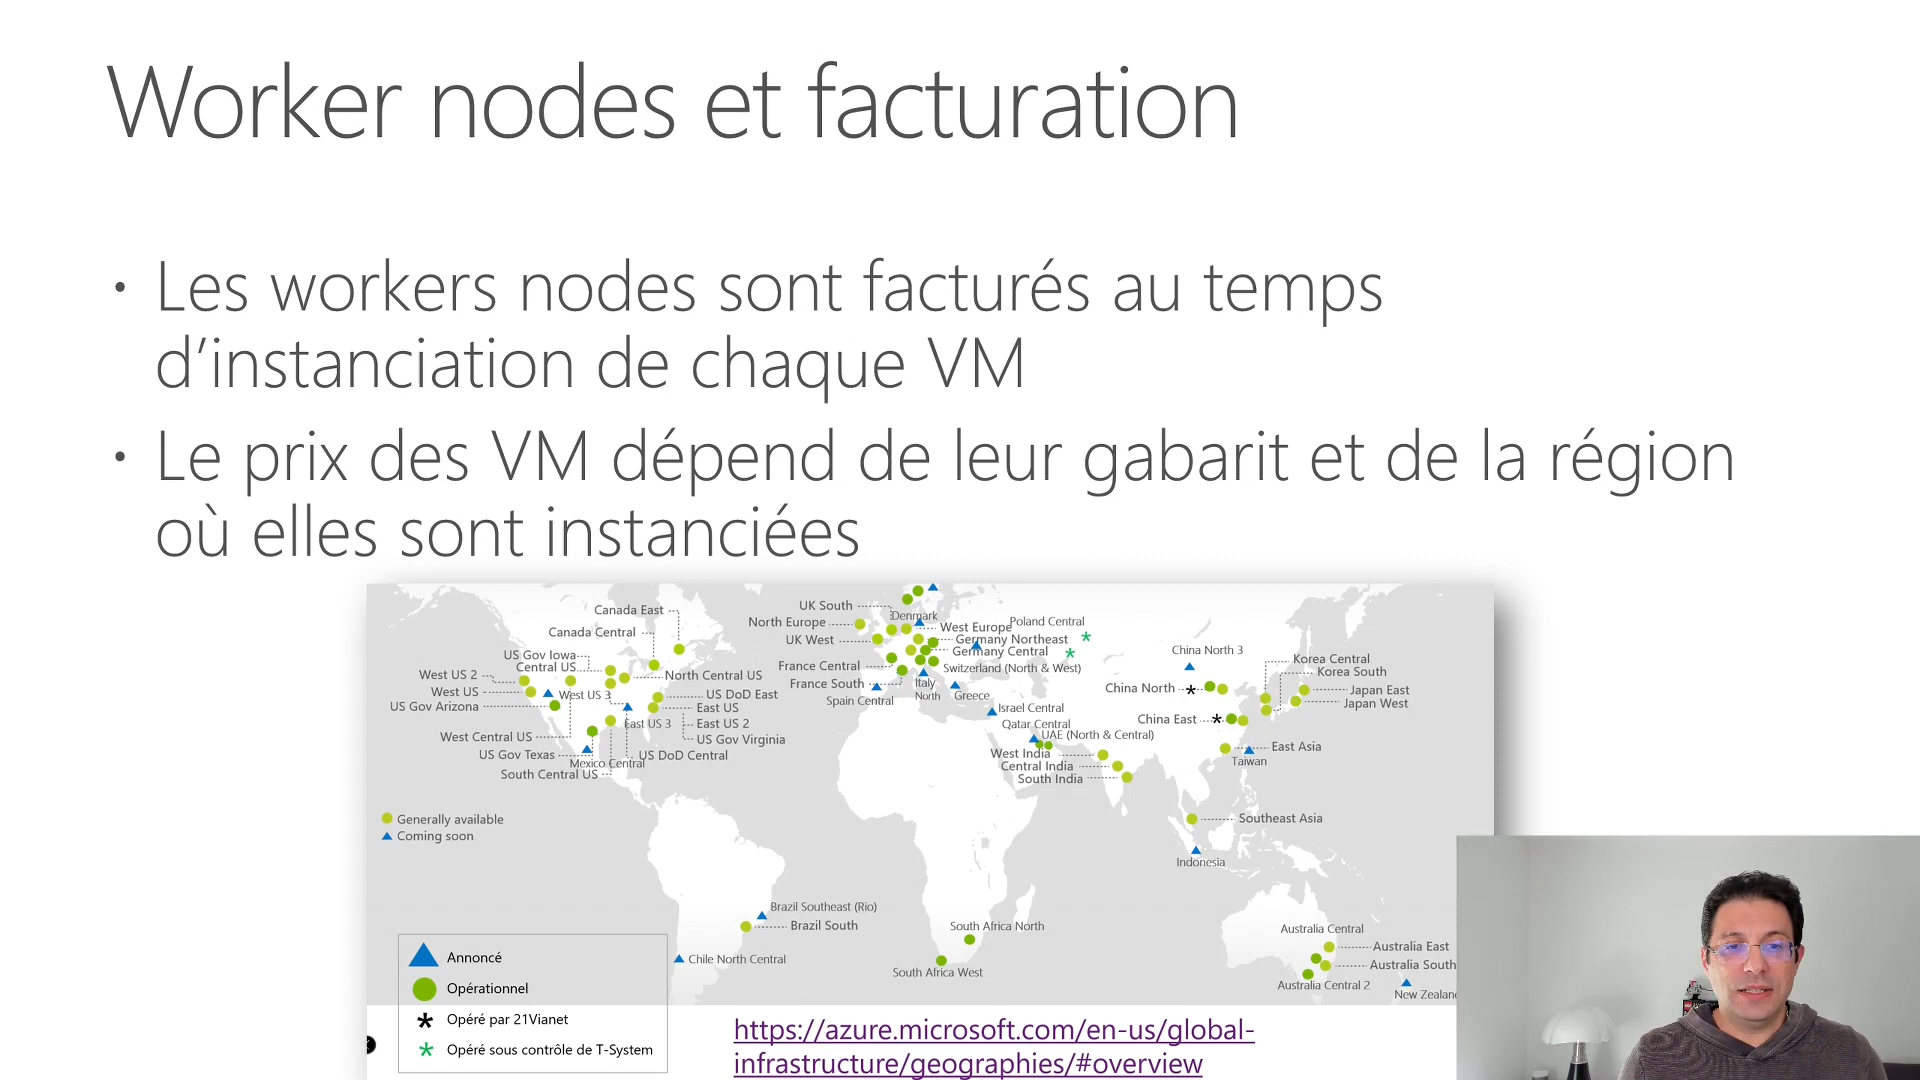 Worker nodes et facturation
• Les workers nodes sont facturés au temps
d’instanciation de chaque VM
• Le prix des VM dépend de leur gabarit et de la région
où elles sont instanciées
Canada East
Canada Central
US Gov Iowa
Central US
West US 2
West US
US Gov Arizona
West US 3
North Central US
US DoD East
East US
East US 3
East US 2
US Gov Virginia
West Central US
US Gov Texas
US DoD Central
Mexico Central
South Central US
UK South
North Europe
UK West
Denmark
West Europe
Poland Central
Germany Northeast
Germany Central
France Central
Switzerland (North & West)
France South
Italy
North
Spain Central
Greece
Israel Central
Qatar Central
UAE (North & Central)
West India
Central India
South India
China North 3
China North
China East
Korea Central
Korea South
Japan East
Japan West
East Asia
Taiwan
Southeast Asia
Indonesia
Generally available
Coming soon
Brazil Southeast (Rio)
Brazil South
Chile North Central
South Africa North
South Africa West
Australia Central
Australia East
Australia South
Australia Central 2
New Zealan
Annoncé
Opérationnel
* Opéré par 21Vianet
* Opéré sous contrôle de T-System
https://azure.microsoft.com/en-us/global-
infrastructure/geographies/#overview